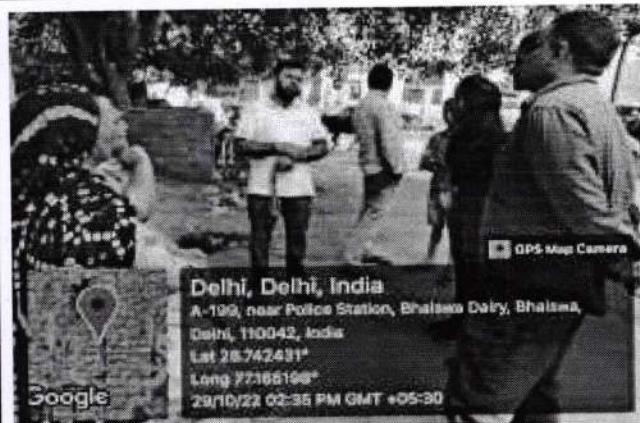 GPS Map Camera
Delhi, Delhi, India
A-199, near Police Station, Bhalswa Dairy, Bhalswa,
Delhi, 110042, India
Lat 28.742431°
Long 77.166198°
29/10/22 02:35 PM GMT +05:30
Google